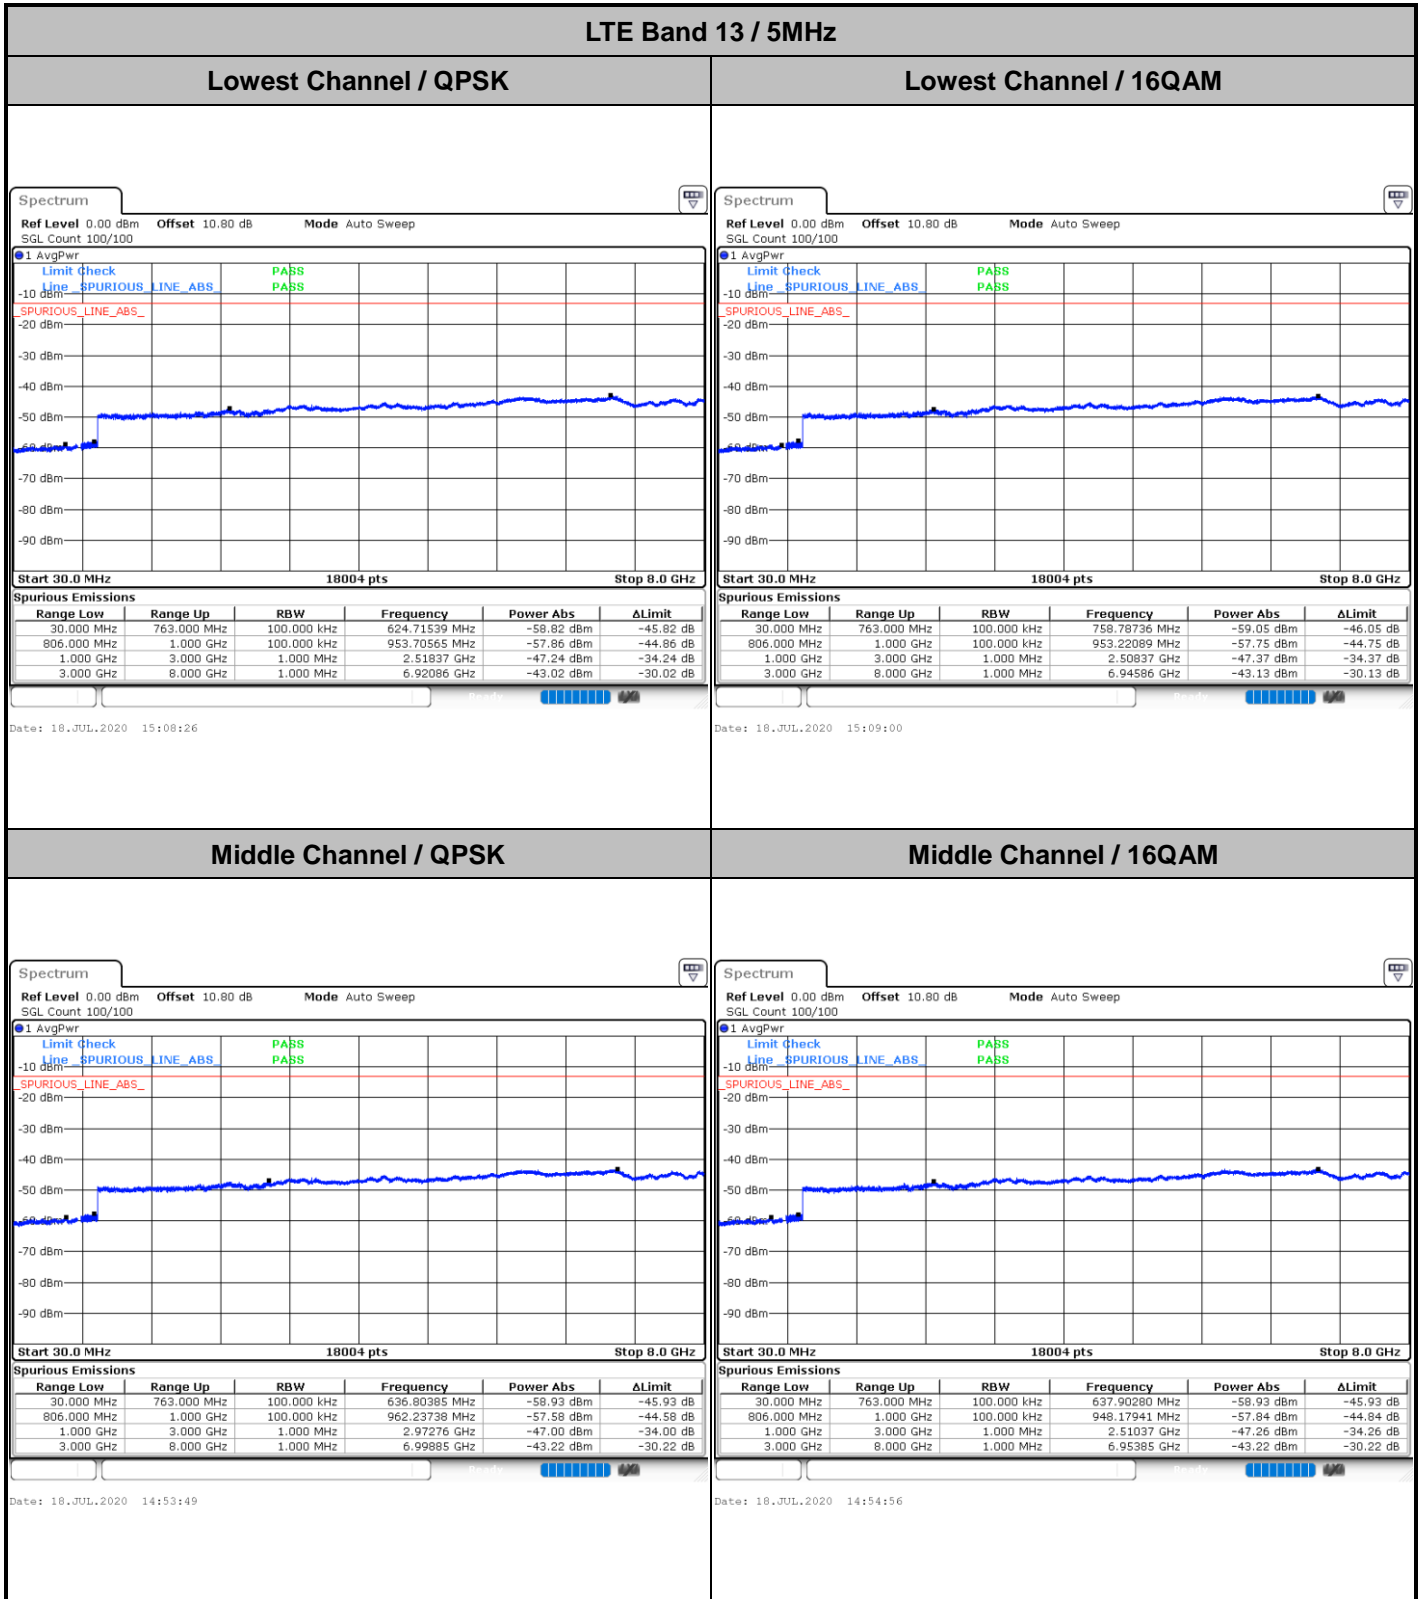 LTE Band 13 / 5MHz
Lowest Channel / QPSK
Lowest Channel / 16QAM
Spectrum
Ref Level 0.00 dBm Offset 10.80 dB Mode Auto Sweep
SGL Count 100/100
1 AvgPwr
Limit Check PASS
Line _SPURIOUS_LINE_ABS_ PASS
-10 dBm
_SPURIOUS_LINE_ABS_
-20 dBm
-30 dBm
-40 dBm
-50 dBm
-60 dBm
-70 dBm
-80 dBm
-90 dBm
Start 30.0 MHz 18004 pts Stop 8.0 GHz
Spurious Emissions
Range Low Range Up RBW Frequency Power Abs ΔLimit
30.000 MHz 763.000 MHz 100.000 kHz 624.71539 MHz -58.82 dBm -45.82 dB
806.000 MHz 1.000 GHz 100.000 kHz 953.70565 MHz -57.86 dBm -44.86 dB
1.000 GHz 3.000 GHz 1.000 MHz 2.51837 GHz -47.24 dBm -34.24 dB
3.000 GHz 8.000 GHz 1.000 MHz 6.92086 GHz -43.02 dBm -30.02 dB
Ready
Date: 18.JUL.2020 15:08:26
Spectrum
Ref Level 0.00 dBm Offset 10.80 dB Mode Auto Sweep
SGL Count 100/100
1 AvgPwr
Limit Check PASS
Line _SPURIOUS_LINE_ABS_ PASS
-10 dBm
_SPURIOUS_LINE_ABS_
-20 dBm
-30 dBm
-40 dBm
-50 dBm
-60 dBm
-70 dBm
-80 dBm
-90 dBm
Start 30.0 MHz 18004 pts Stop 8.0 GHz
Spurious Emissions
Range Low Range Up RBW Frequency Power Abs ΔLimit
30.000 MHz 763.000 MHz 100.000 kHz 758.78736 MHz -59.05 dBm -46.05 dB
806.000 MHz 1.000 GHz 100.000 kHz 953.22089 MHz -57.75 dBm -44.75 dB
1.000 GHz 3.000 GHz 1.000 MHz 2.50837 GHz -47.37 dBm -34.37 dB
3.000 GHz 8.000 GHz 1.000 MHz 6.94586 GHz -43.13 dBm -30.13 dB
Ready
Date: 18.JUL.2020 15:09:00
Middle Channel / QPSK
Middle Channel / 16QAM
Spectrum
Ref Level 0.00 dBm Offset 10.80 dB Mode Auto Sweep
SGL Count 100/100
1 AvgPwr
Limit Check PASS
Line _SPURIOUS_LINE_ABS_ PASS
-10 dBm
_SPURIOUS_LINE_ABS_
-20 dBm
-30 dBm
-40 dBm
-50 dBm
-60 dBm
-70 dBm
-80 dBm
-90 dBm
Start 30.0 MHz 18004 pts Stop 8.0 GHz
Spurious Emissions
Range Low Range Up RBW Frequency Power Abs ΔLimit
30.000 MHz 763.000 MHz 100.000 kHz 636.80385 MHz -58.93 dBm -45.93 dB
806.000 MHz 1.000 GHz 100.000 kHz 962.23738 MHz -57.58 dBm -44.58 dB
1.000 GHz 3.000 GHz 1.000 MHz 2.97276 GHz -47.00 dBm -34.00 dB
3.000 GHz 8.000 GHz 1.000 MHz 6.99885 GHz -43.22 dBm -30.22 dB
Ready
Date: 18.JUL.2020 14:53:49
Spectrum
Ref Level 0.00 dBm Offset 10.80 dB Mode Auto Sweep
SGL Count 100/100
1 AvgPwr
Limit Check PASS
Line _SPURIOUS_LINE_ABS_ PASS
-10 dBm
_SPURIOUS_LINE_ABS_
-20 dBm
-30 dBm
-40 dBm
-50 dBm
-60 dBm
-70 dBm
-80 dBm
-90 dBm
Start 30.0 MHz 18004 pts Stop 8.0 GHz
Spurious Emissions
Range Low Range Up RBW Frequency Power Abs ΔLimit
30.000 MHz 763.000 MHz 100.000 kHz 637.90280 MHz -58.93 dBm -45.93 dB
806.000 MHz 1.000 GHz 100.000 kHz 948.17941 MHz -57.84 dBm -44.84 dB
1.000 GHz 3.000 GHz 1.000 MHz 2.51037 GHz -47.26 dBm -34.26 dB
3.000 GHz 8.000 GHz 1.000 MHz 6.95385 GHz -43.22 dBm -30.22 dB
Ready
Date: 18.JUL.2020 14:54:56